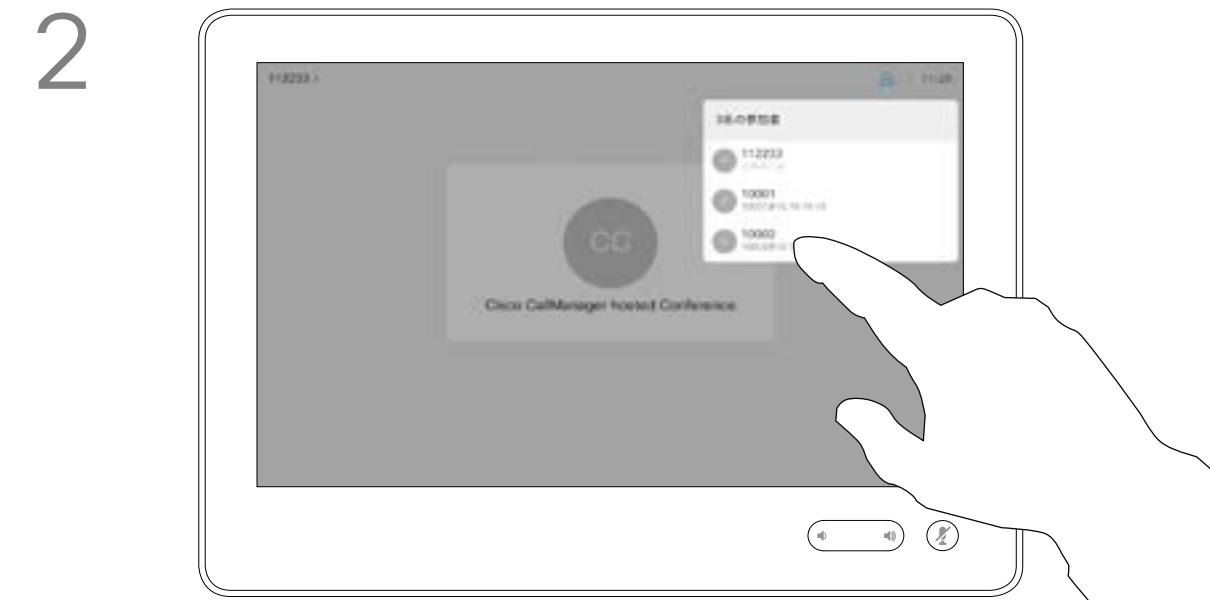 2
112233 ›
11:28
3名の参加者
112233
10001
10002
CC
Cisco CallManager hosted Conference